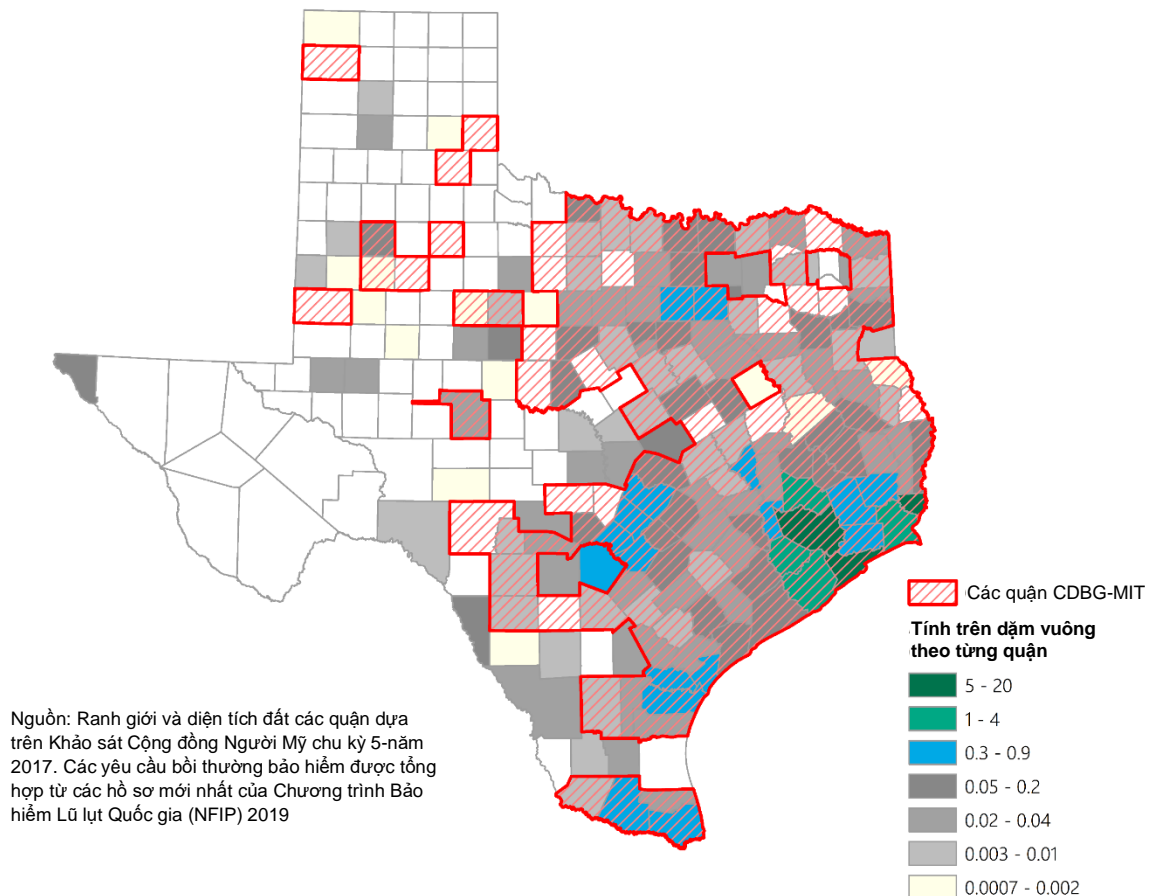 Các quận CDBG-MIT
Tính trên dặm vuông
theo từng quận
5 - 20
1 - 4
0.3 - 0.9
0.05 - 0.2
0.02 - 0.04
0.003 - 0.01
0.0007 - 0.002
Nguồn: Ranh giới và diện tích đất các quận dựa
trên Khảo sát Cộng đồng Người Mỹ chu kỳ 5-năm
2017. Các yêu cầu bồi thường bảo hiểm được tổng
hợp từ các hồ sơ mới nhất của Chương trình Bảo
hiểm Lũ lụt Quốc gia (NFIP) 2019